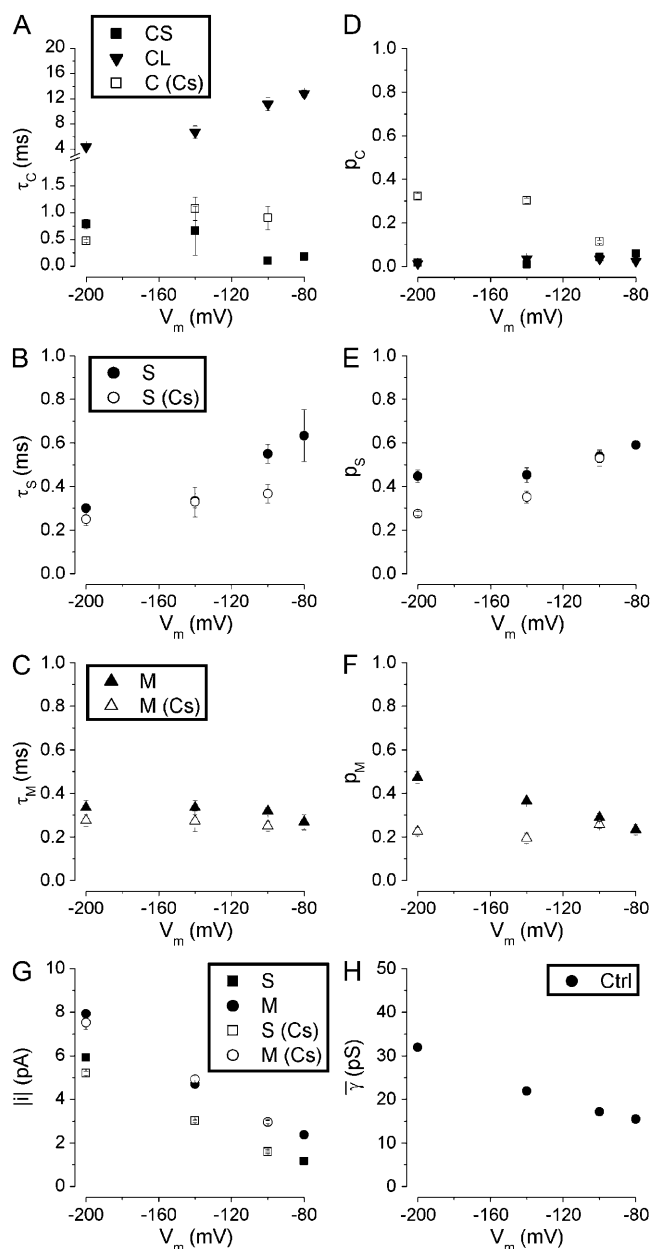 A
CS
CL
C (Cs)
20
16
12
8
4
1.5
1.0
0.5
0.0
τC (ms)
-200 -160 -120 -80
Vm (mV)
D
1.0
0.8
0.6
0.4
0.2
0.0
pC
-200 -160 -120 -80
Vm (mV)
B
S
S (Cs)
1.0
0.8
0.6
0.4
0.2
0.0
τS (ms)
-200 -160 -120 -80
Vm (mV)
E
1.0
0.8
0.6
0.4
0.2
0.0
pS
-200 -160 -120 -80
Vm (mV)
C
M
M (Cs)
1.0
0.8
0.6
0.4
0.2
0.0
τM (ms)
-200 -160 -120 -80
Vm (mV)
F
1.0
0.8
0.6
0.4
0.2
0.0
pM
-200 -160 -120 -80
Vm (mV)
G
S
M
S (Cs)
M (Cs)
10
8
6
4
2
0
|i| (pA)
-200 -160 -120 -80
Vm (mV)
H
Ctrl
50
40
30
20
10
0
γ̅ (pS)
-200 -160 -120 -80
Vm (mV)